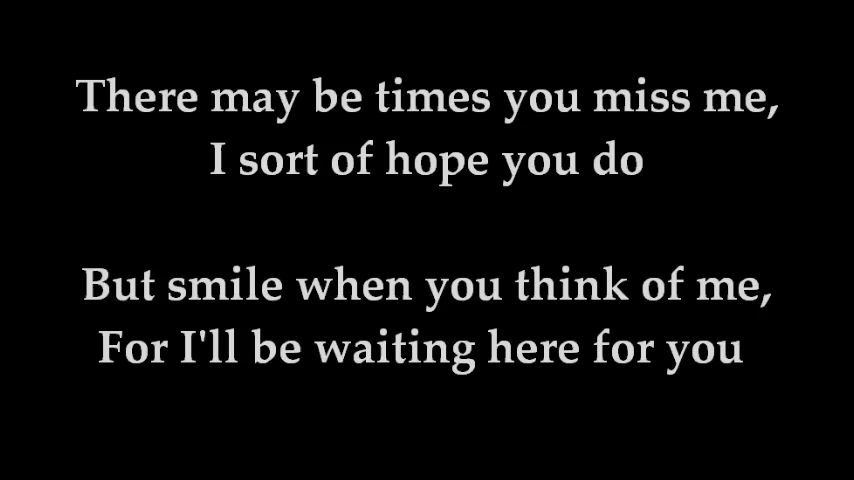 There may be times you miss me,
I sort of hope you do
But smile when you think of me,
For I'll be waiting here for you